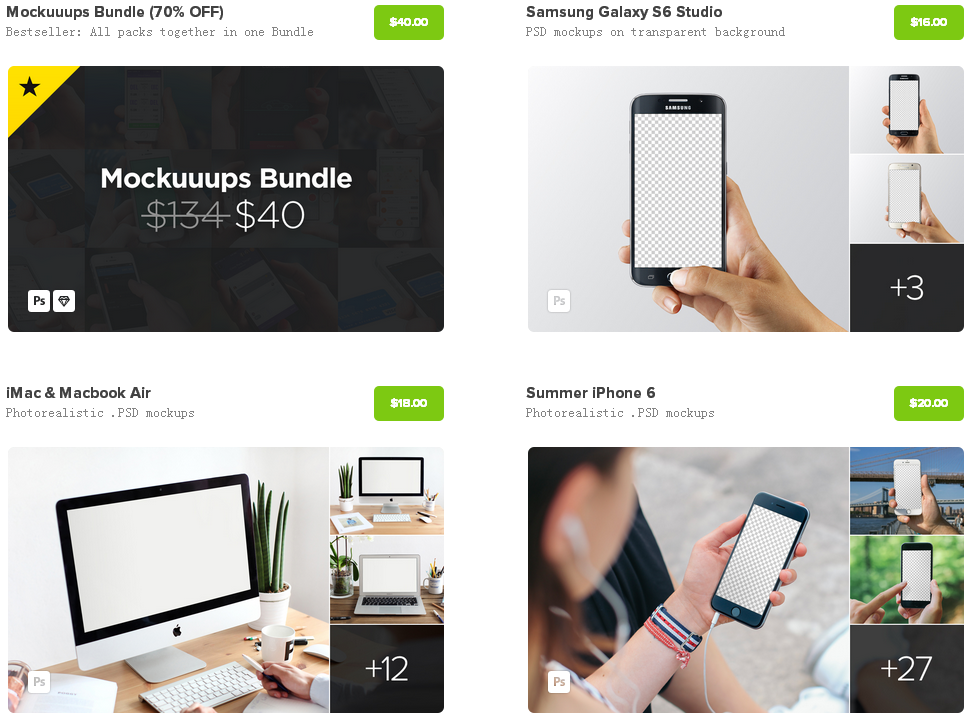 Mockuuups Bundle (70% OFF)
$40.00
Bestseller: All packs together in one Bundle
Mockuuups Bundle
$134 $40
Ps
Samsung Galaxy S6 Studio
$16.00
PSD mockups on transparent background
SAMSUNG
Ps
+3
iMac & Macbook Air
$18.00
Photorealistic .PSD mockups
Ps
+12
Summer iPhone 6
$20.00
Photorealistic .PSD mockups
Ps
+27